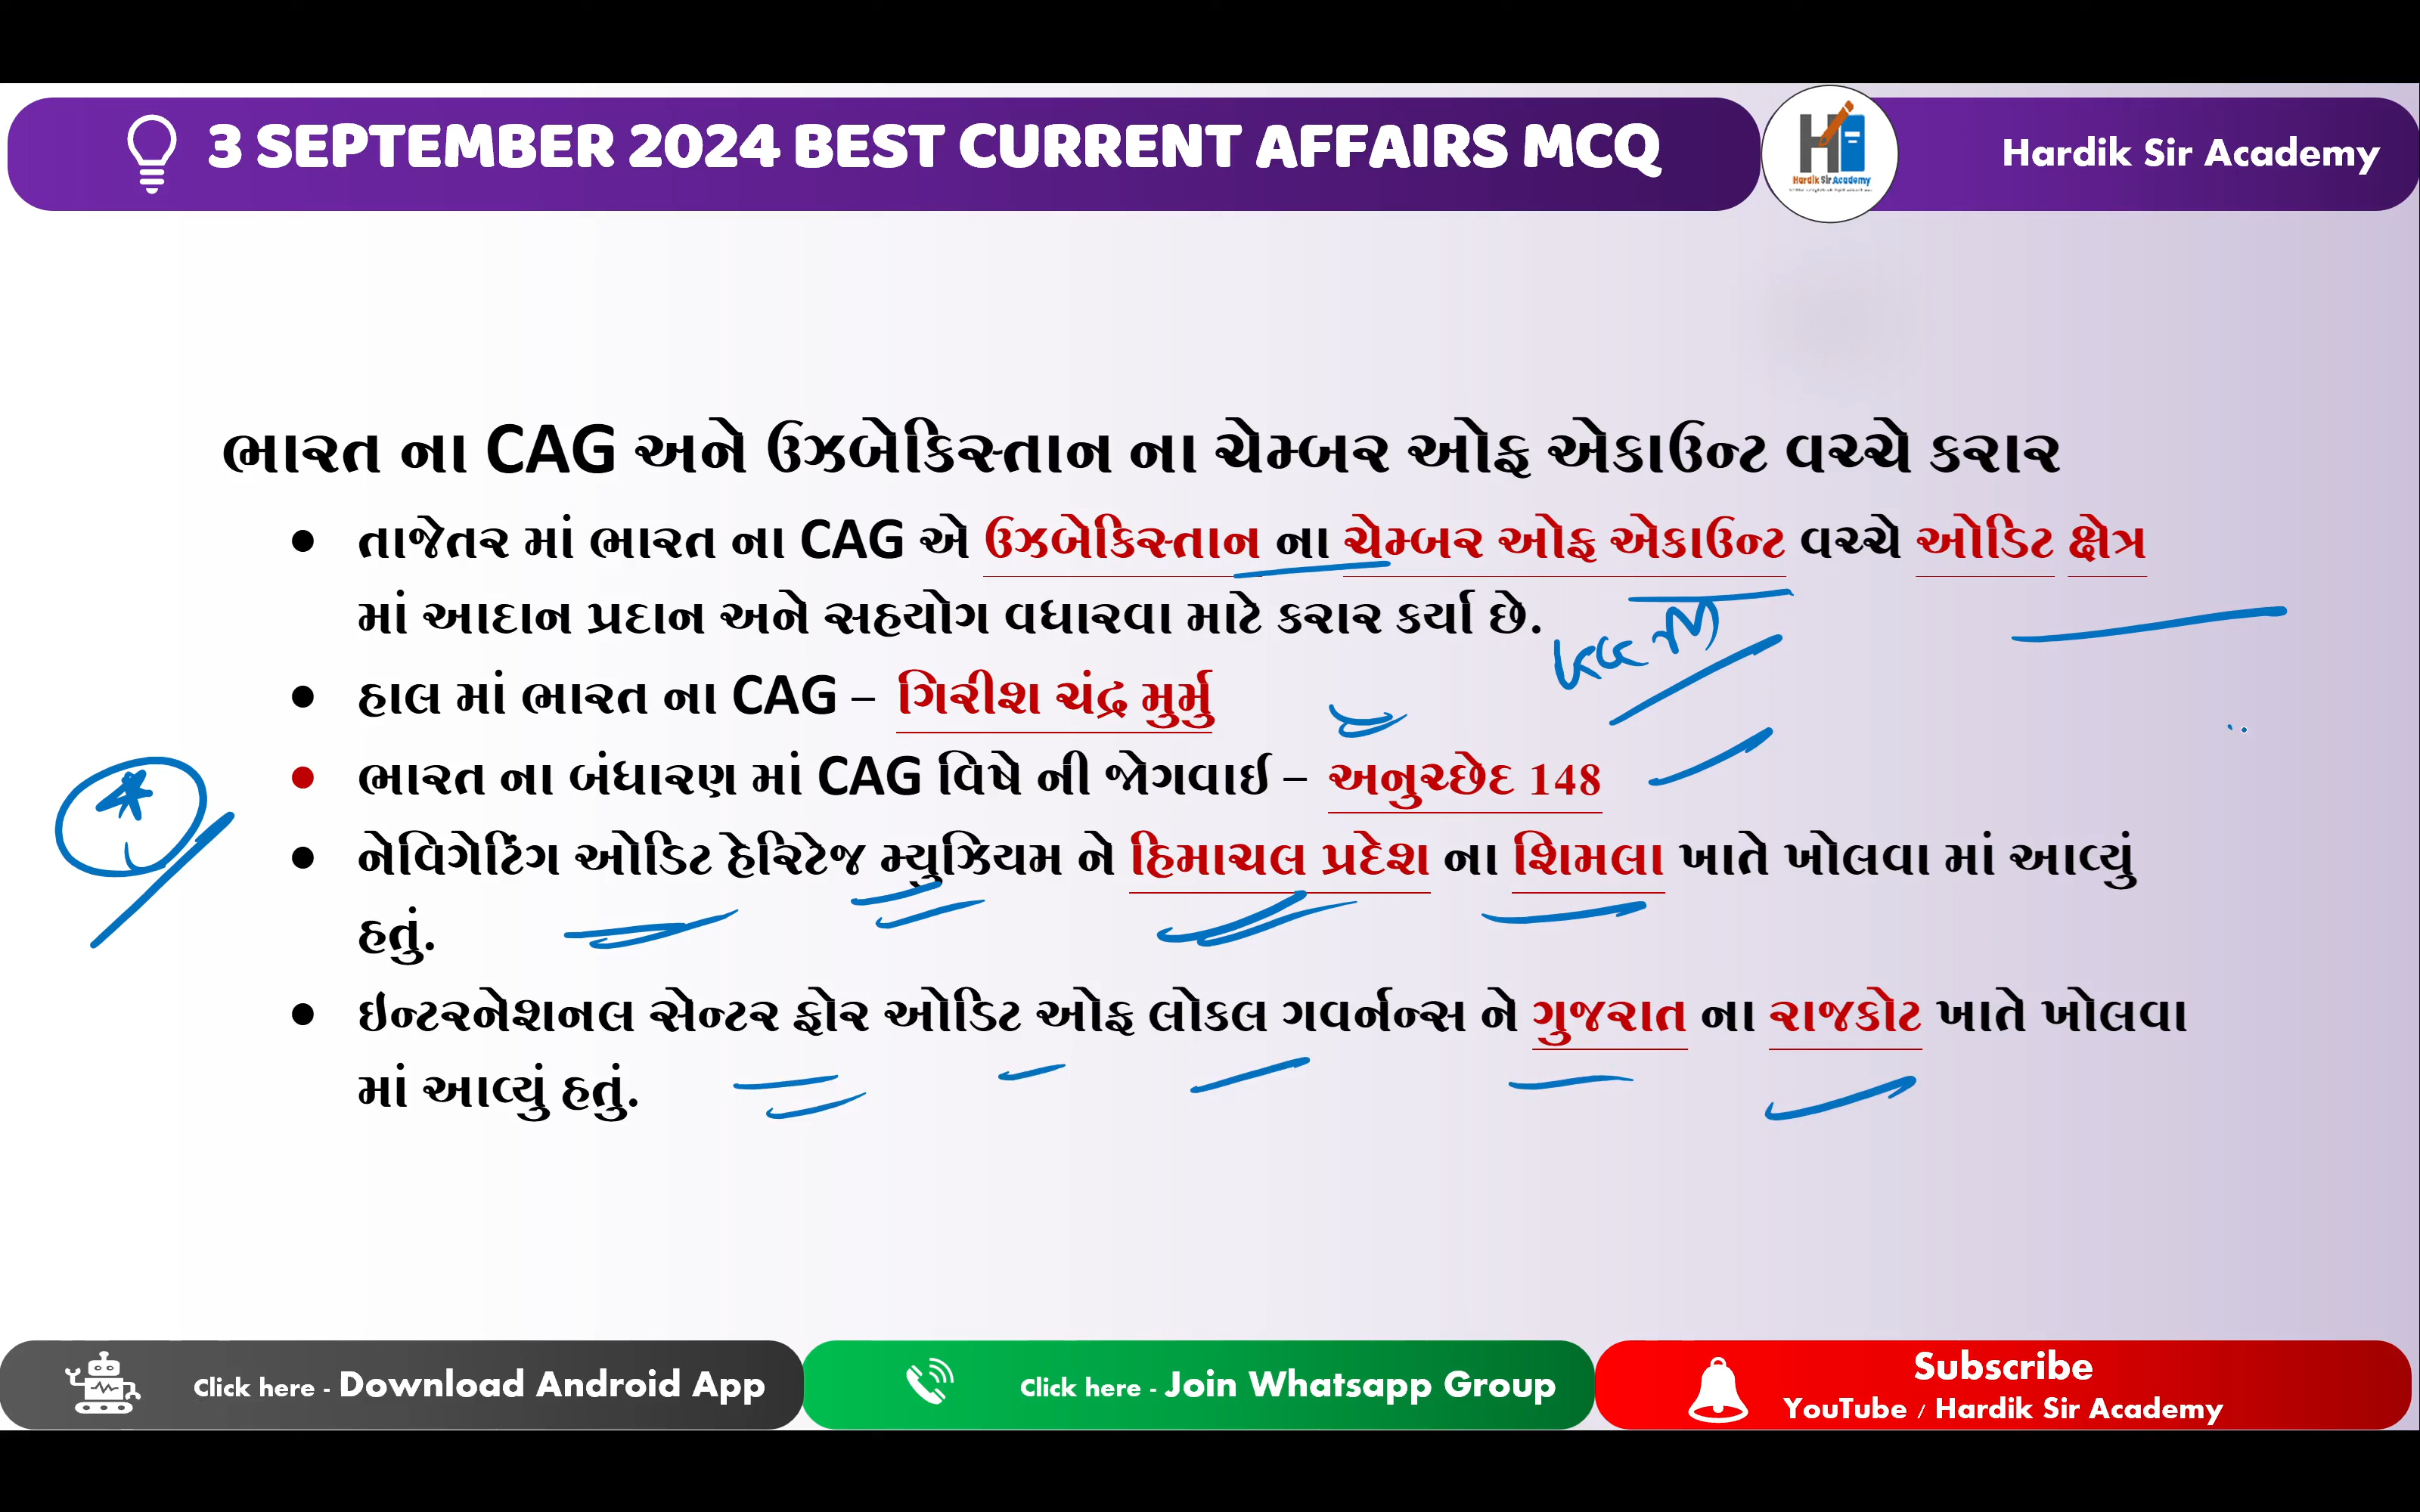 3 SEPTEMBER 2024 BEST CURRENT AFFAIRS MCQ
Hardik Sir Academy
Hardik Sir Academy
ભારત ના CAG અને ઉઝબેકિસ્તાન ના ચેમ્બર ઓફ એકાઉન્ટ વચ્ચે કરાર
● તાજેતર માં ભારત ના CAG એ ઉઝબેકિસ્તાન ના ચેમ્બર ઓફ એકાઉન્ટ વચ્ચે ઓડિટ ક્ષેત્ર
માં આદાન પ્રદાન અને સહયોગ વધારવા માટે કરાર કર્યા છે.
● હાલ માં ભારત ના CAG – ગિરીશ ચંદ્ર મુર્મુ
● ભારત ના બંધારણ માં CAG વિષે ની જોગવાઈ – અનુચ્છેદ 148
● નેવિગેટિંગ ઓડિટ હેરિટેજ મ્યુઝિયમ ને હિમાચલ પ્રદેશ ના શિમલા ખાતે ખોલવા માં આવ્યું
હતું.
● ઇન્ટરનેશનલ સેન્ટર ફોર ઓડિટ ઓફ લોકલ ગવર્નન્સ ને ગુજરાત ના રાજકોટ ખાતે ખોલવા
માં આવ્યું હતું.
Click here - Download Android App
Click here - Join Whatsapp Group
Subscribe
YouTube / Hardik Sir Academy